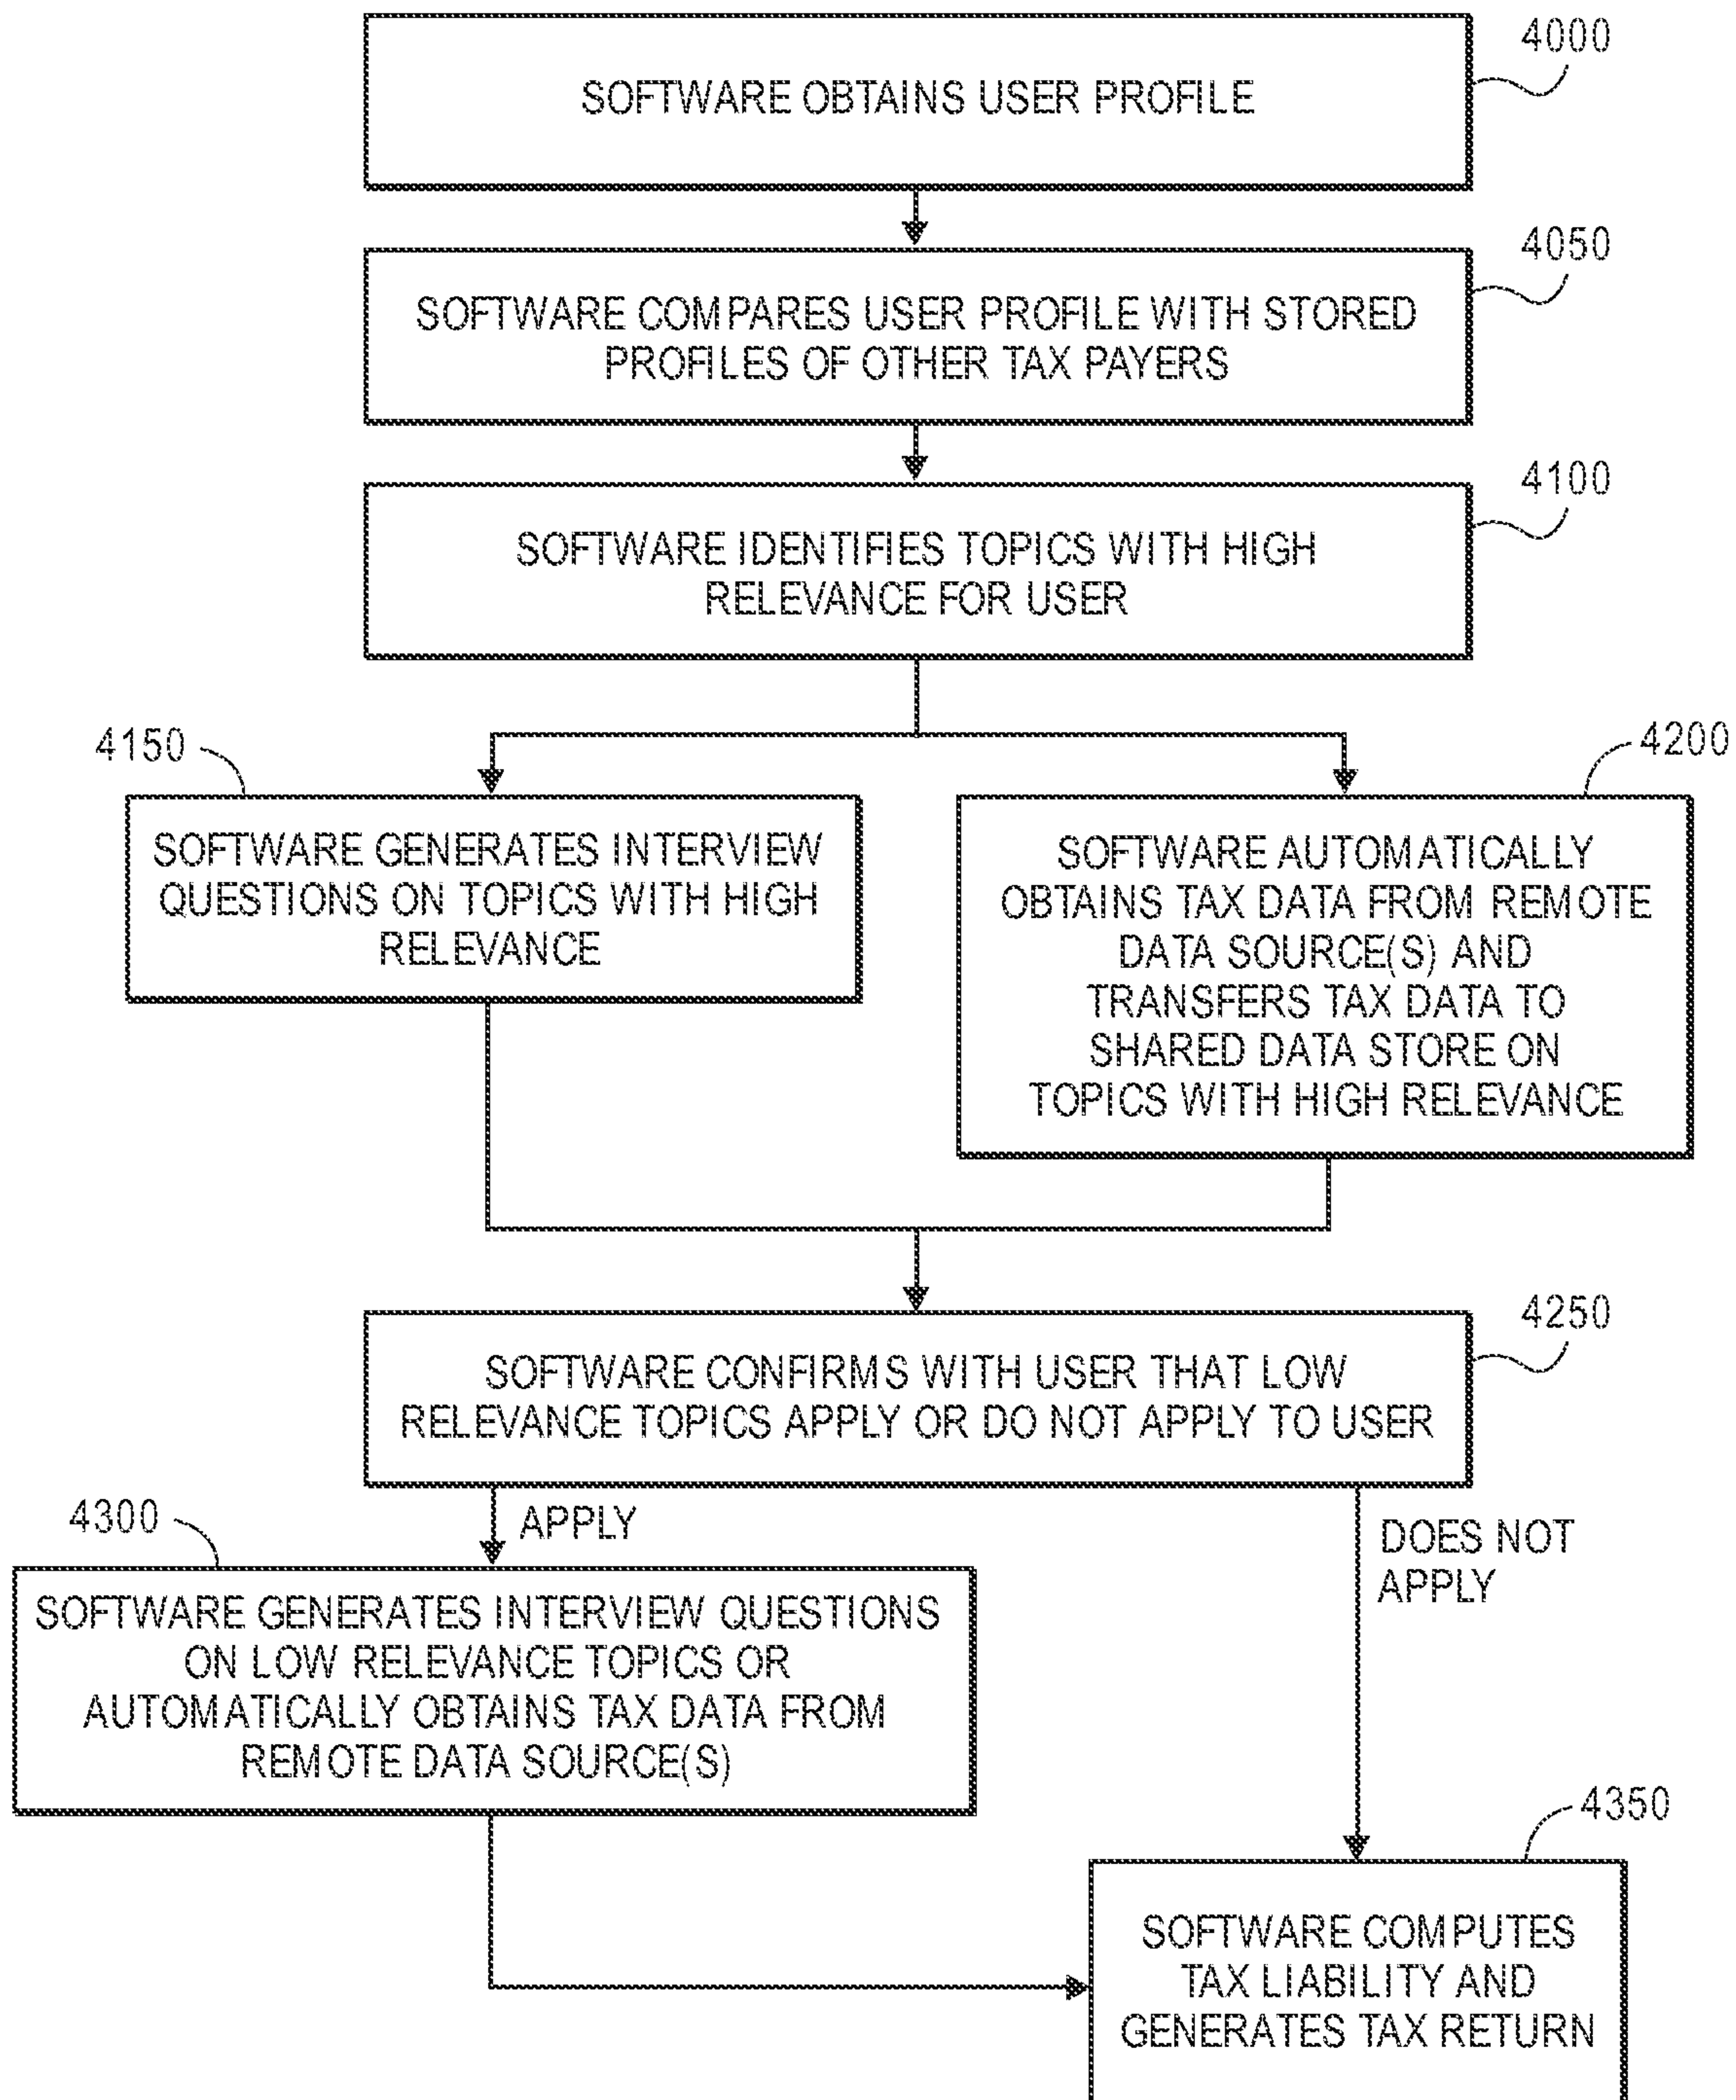 4000
SOFTWARE OBTAINS USER PROFILE
4050
SOFTWARE COMPARES USER PROFILE WITH STORED
PROFILES OF OTHER TAX PAYERS
4100
SOFTWARE IDENTIFIES TOPICS WITH HIGH
RELEVANCE FOR USER
4150
SOFTWARE GENERATES INTERVIEW
QUESTIONS ON TOPICS WITH HIGH
RELEVANCE
4200
SOFTWARE AUTOMATICALLY
OBTAINS TAX DATA FROM REMOTE
DATA SOURCE(S) AND
TRANSFERS TAX DATA TO
SHARED DATA STORE ON
TOPICS WITH HIGH RELEVANCE
4250
SOFTWARE CONFIRMS WITH USER THAT LOW
RELEVANCE TOPICS APPLY OR DO NOT APPLY TO USER
APPLY
DOES NOT
APPLY
4300
SOFTWARE GENERATES INTERVIEW QUESTIONS
ON LOW RELEVANCE TOPICS OR
AUTOMATICALLY OBTAINS TAX DATA FROM
REMOTE DATA SOURCE(S)
4350
SOFTWARE COMPUTES
TAX LIABILITY AND
GENERATES TAX RETURN